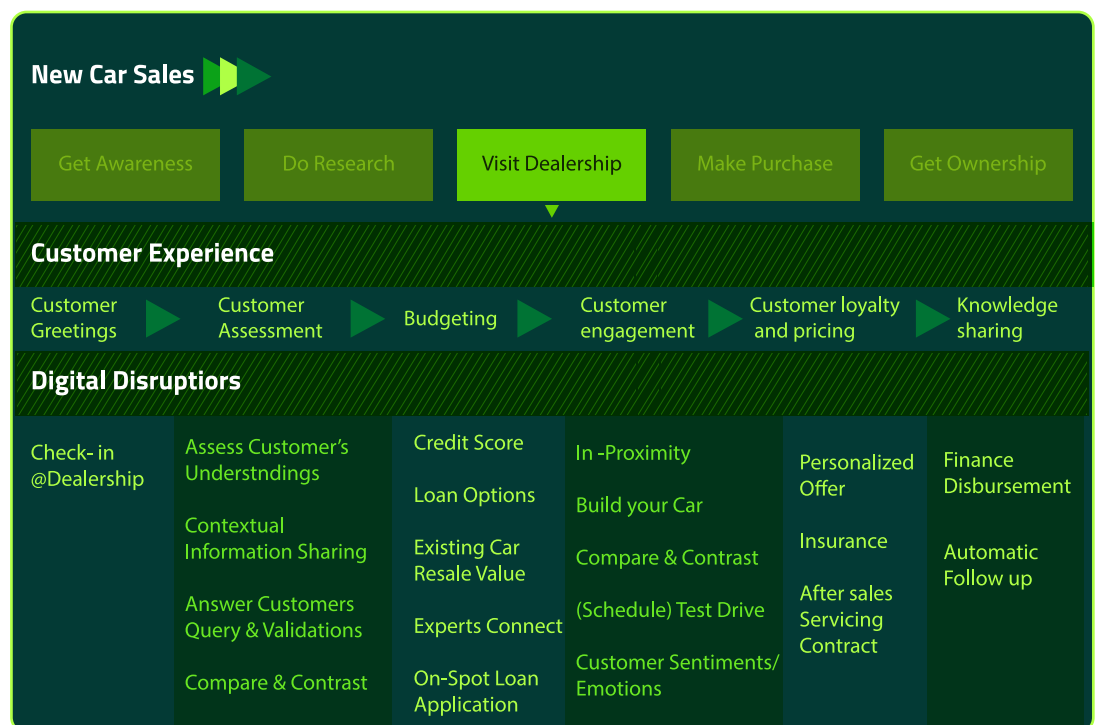 New Car Sales
Get Awareness
Do Research
Visit Dealership
Make Purchase
Get Ownership
Customer Experience
Customer
Greetings
Customer
Assessment
Budgeting
Customer
engagement
Customer loyalty
and pricing
Knowledge
sharing
Digital Disruptiors
Check- in
@Dealership
Assess Customer’s
Understndings
Contextual
Information Sharing
Answer Customers
Query & Validations
Compare & Contrast
Credit Score
Loan Options
Existing Car
Resale Value
Experts Connect
On-Spot Loan
Application
In -Proximity
Build your Car
Compare & Contrast
(Schedule) Test Drive
Customer Sentiments/
Emotions
Personalized
Offer
Insurance
After sales
Servicing
Contract
Finance
Disbursement
Automatic
Follow up